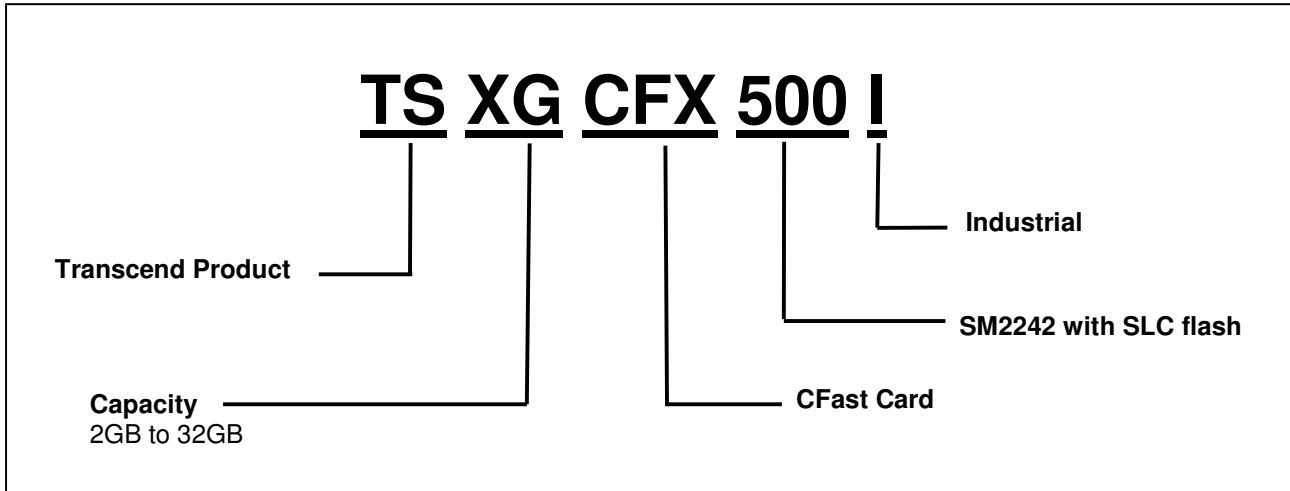 TS XG CFX 500 I
Industrial
Transcend Product
SM2242 with SLC flash
Capacity
2GB to 32GB
CFast Card